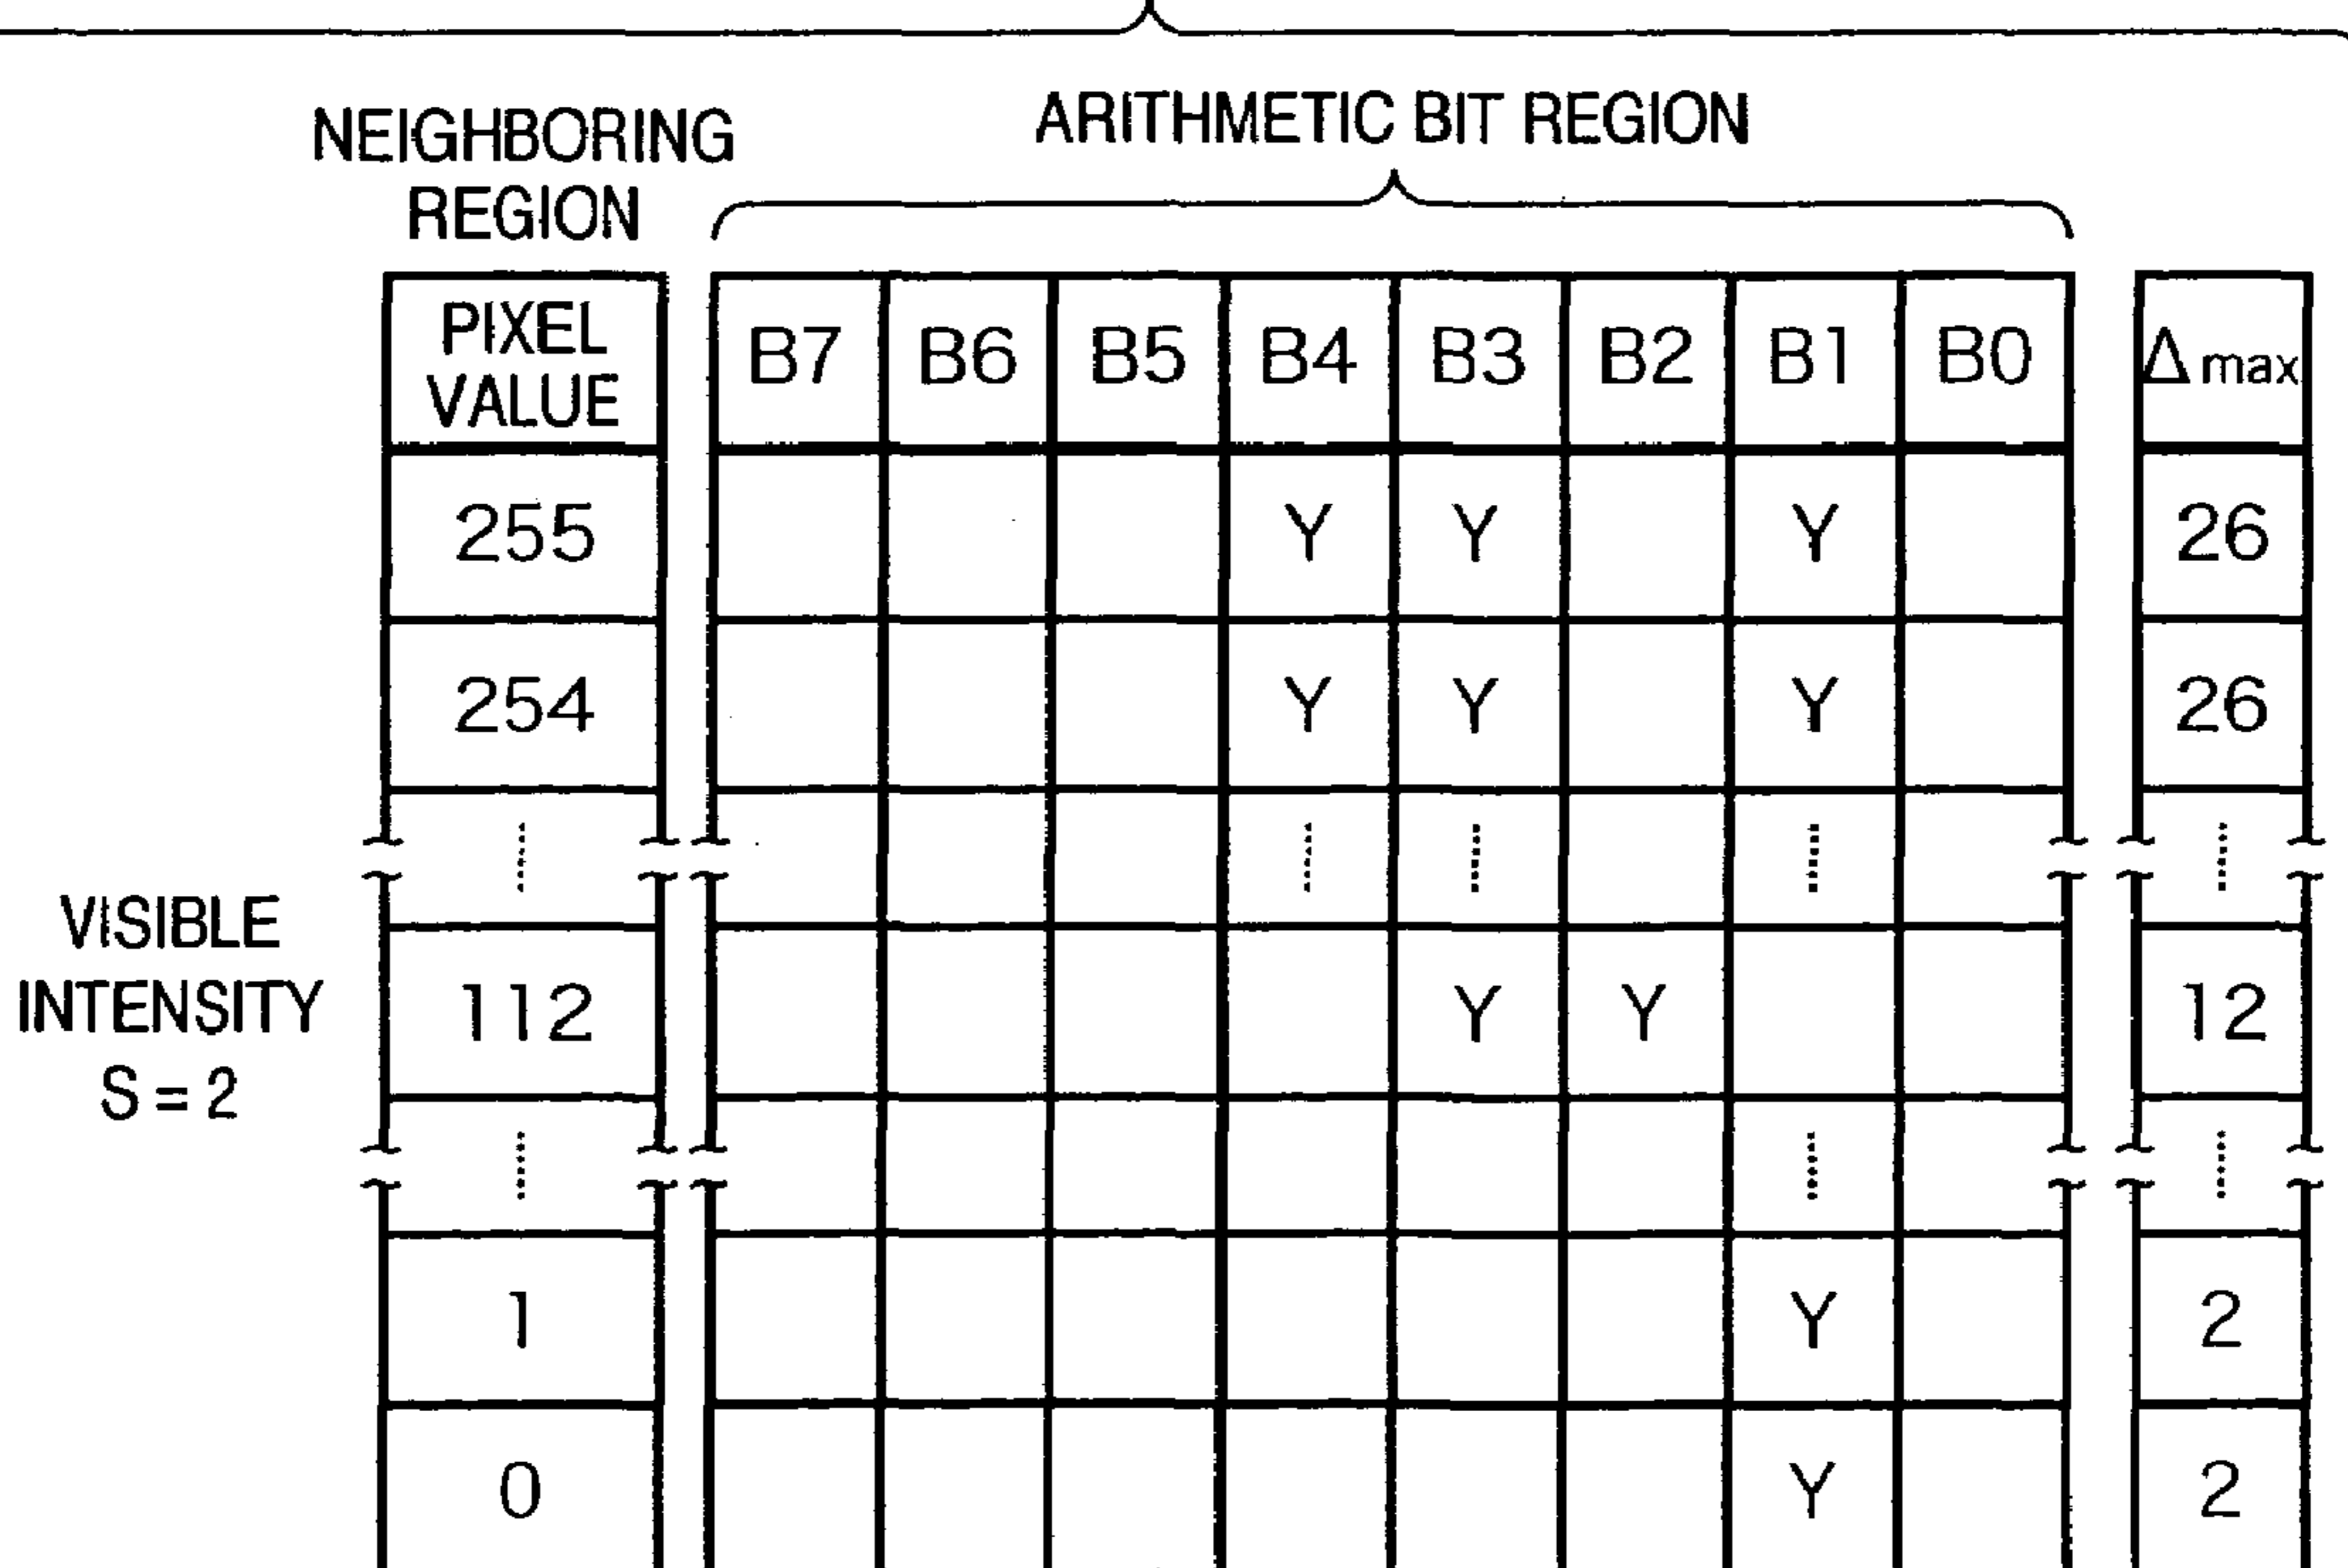 NEIGHBORING
REGION
ARITHMETIC BIT REGION
PIXEL
VALUE
B7 B6 B5 B4 B3 B2 B1 B0 Δmax
255 Y Y Y 26
254 Y Y Y 26
VISIBLE
INTENSITY
S = 2
112 Y Y 12
1 Y 2
0 Y 2